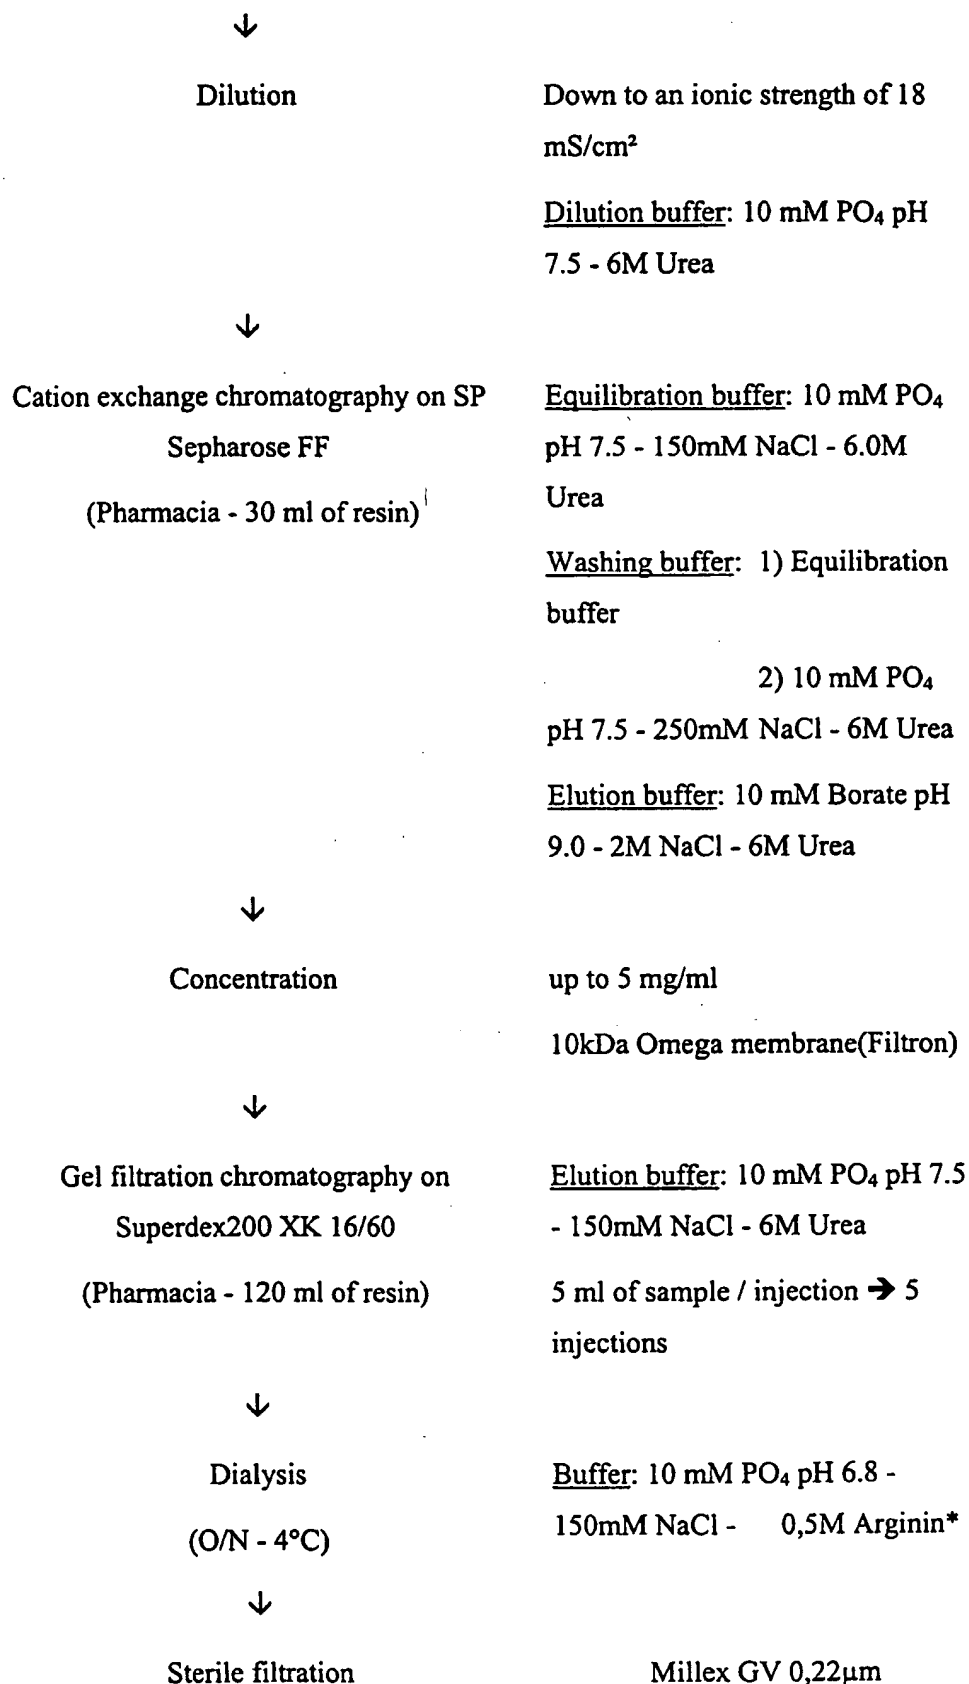 ↓
Dilution
Down to an ionic strength of 18
mS/cm²
Dilution buffer: 10 mM PO₄ pH
7.5 - 6M Urea
↓
Cation exchange chromatography on SP
Sepharose FF
(Pharmacia - 30 ml of resin)
Equilibration buffer: 10 mM PO₄
pH 7.5 - 150mM NaCl - 6.0M
Urea
Washing buffer: 1) Equilibration
buffer
2) 10 mM PO₄
pH 7.5 - 250mM NaCl - 6M Urea
Elution buffer: 10 mM Borate pH
9.0 - 2M NaCl - 6M Urea
↓
Concentration
up to 5 mg/ml
10kDa Omega membrane(Filtron)
↓
Gel filtration chromatography on
Superdex200 XK 16/60
(Pharmacia - 120 ml of resin)
Elution buffer: 10 mM PO₄ pH 7.5
- 150mM NaCl - 6M Urea
5 ml of sample / injection → 5
injections
↓
Dialysis
(O/N - 4°C)
Buffer: 10 mM PO₄ pH 6.8 -
150mM NaCl - 0,5M Arginin*
↓
Sterile filtration
Millex GV 0,22µm